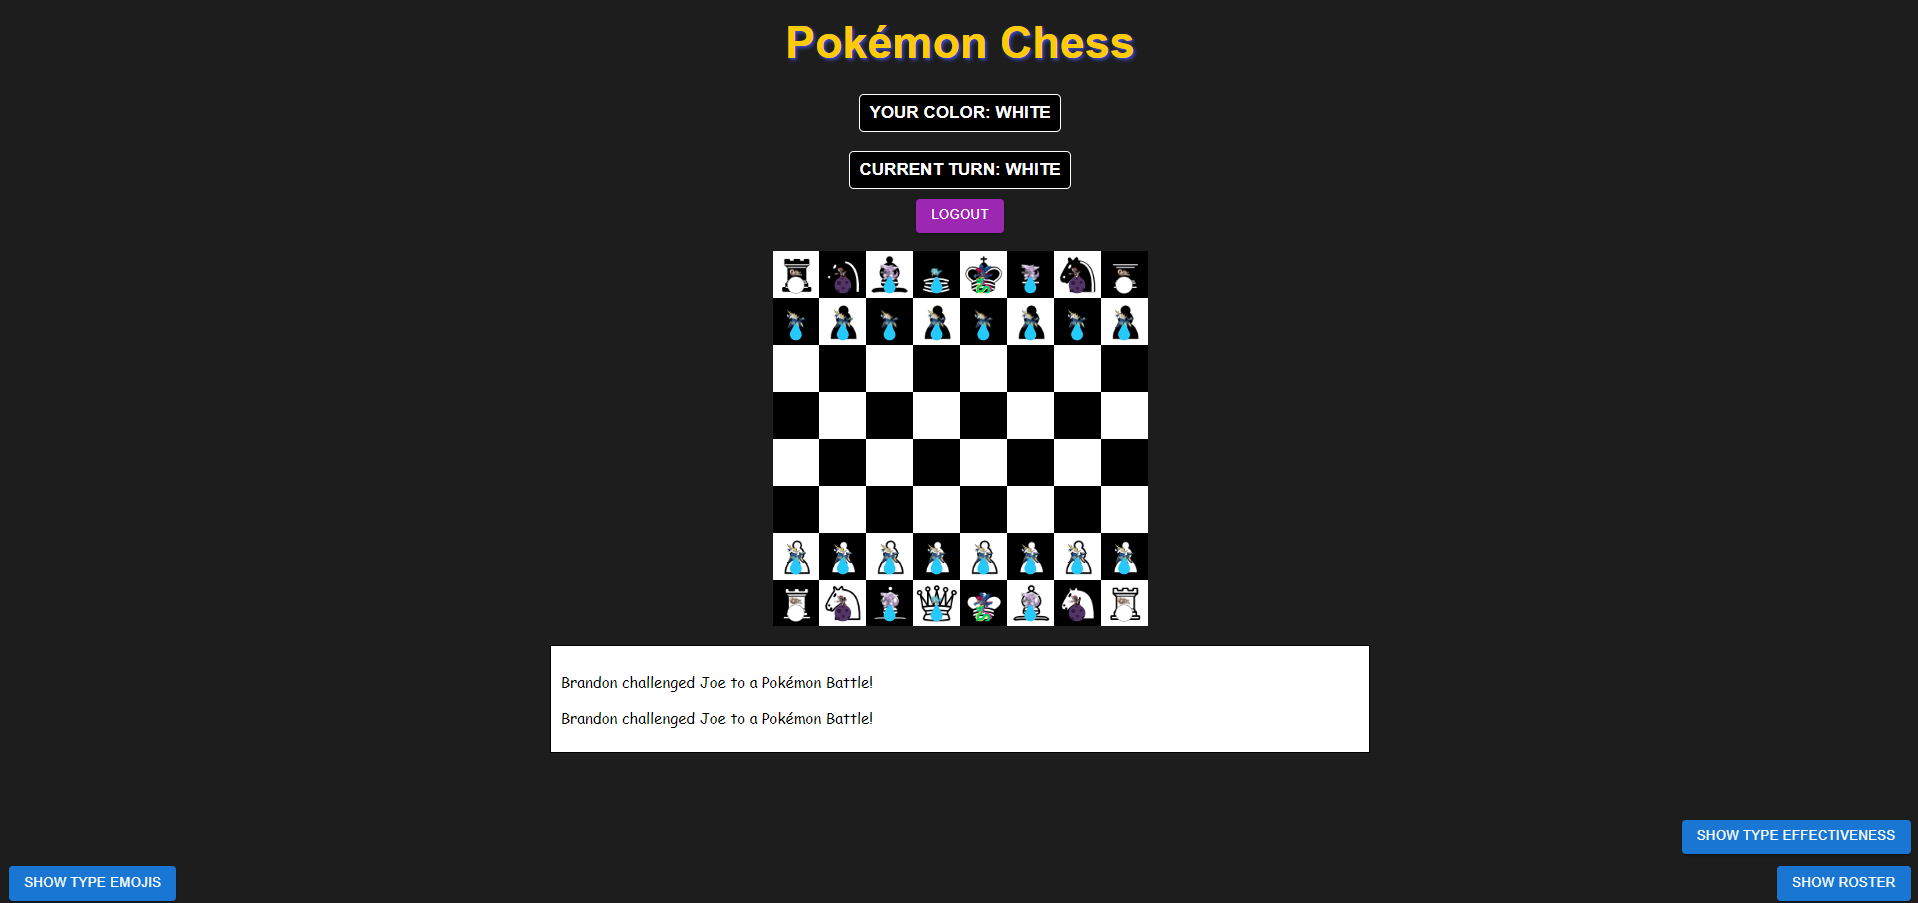 Pokémon Chess
YOUR COLOR: WHITE
CURRENT TURN: WHITE
LOGOUT
Brandon challenged Joe to a Pokémon Battle!
Brandon challenged Joe to a Pokémon Battle!
SHOW TYPE EFFECTIVENESS
SHOW TYPE EMOJIS
SHOW ROSTER